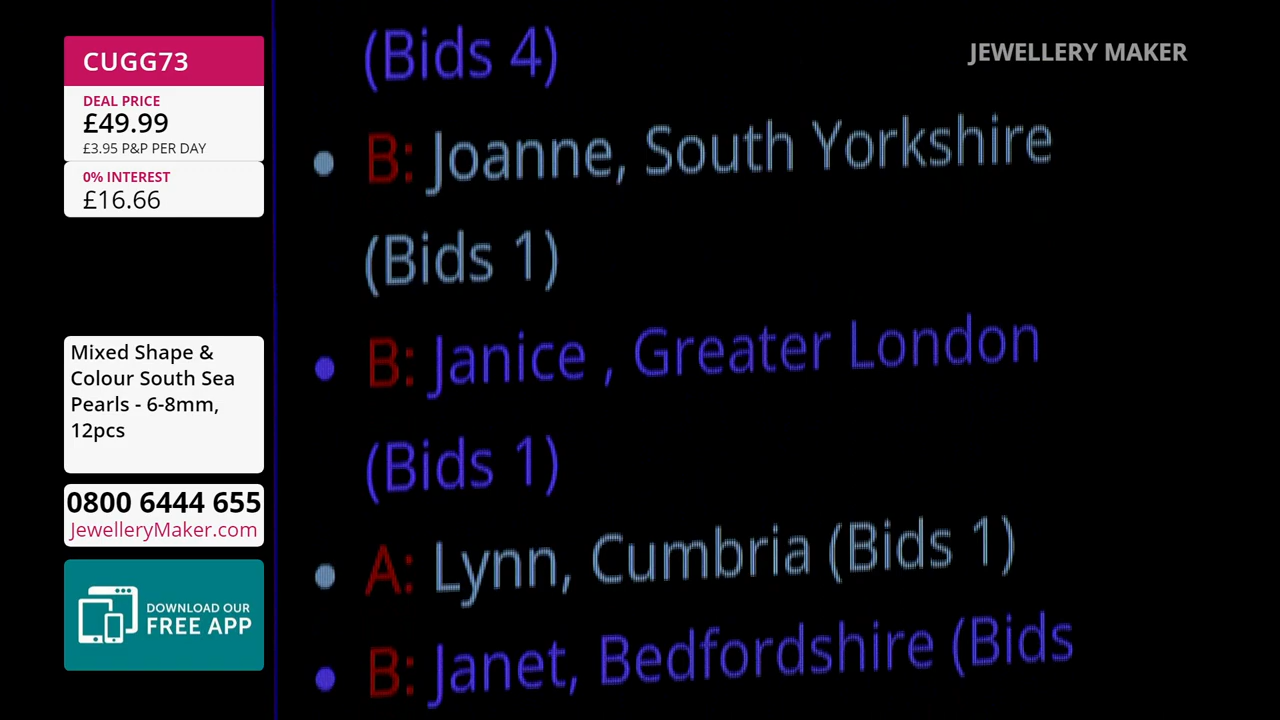 CUGG73
DEAL PRICE
£49.99
£3.95 P&P PER DAY
0% INTEREST
£16.66
Mixed Shape &
Colour South Sea
Pearls - 6-8mm,
12pcs
0800 6444 655
JewelleryMaker.com
DOWNLOAD OUR
FREE APP
JEWELLERY MAKER
(Bids 4)
• B: Joanne, South Yorkshire
(Bids 1)
• B: Janice , Greater London
(Bids 1)
• A: Lynn, Cumbria (Bids 1)
• B: Janet, Bedfordshire (Bids